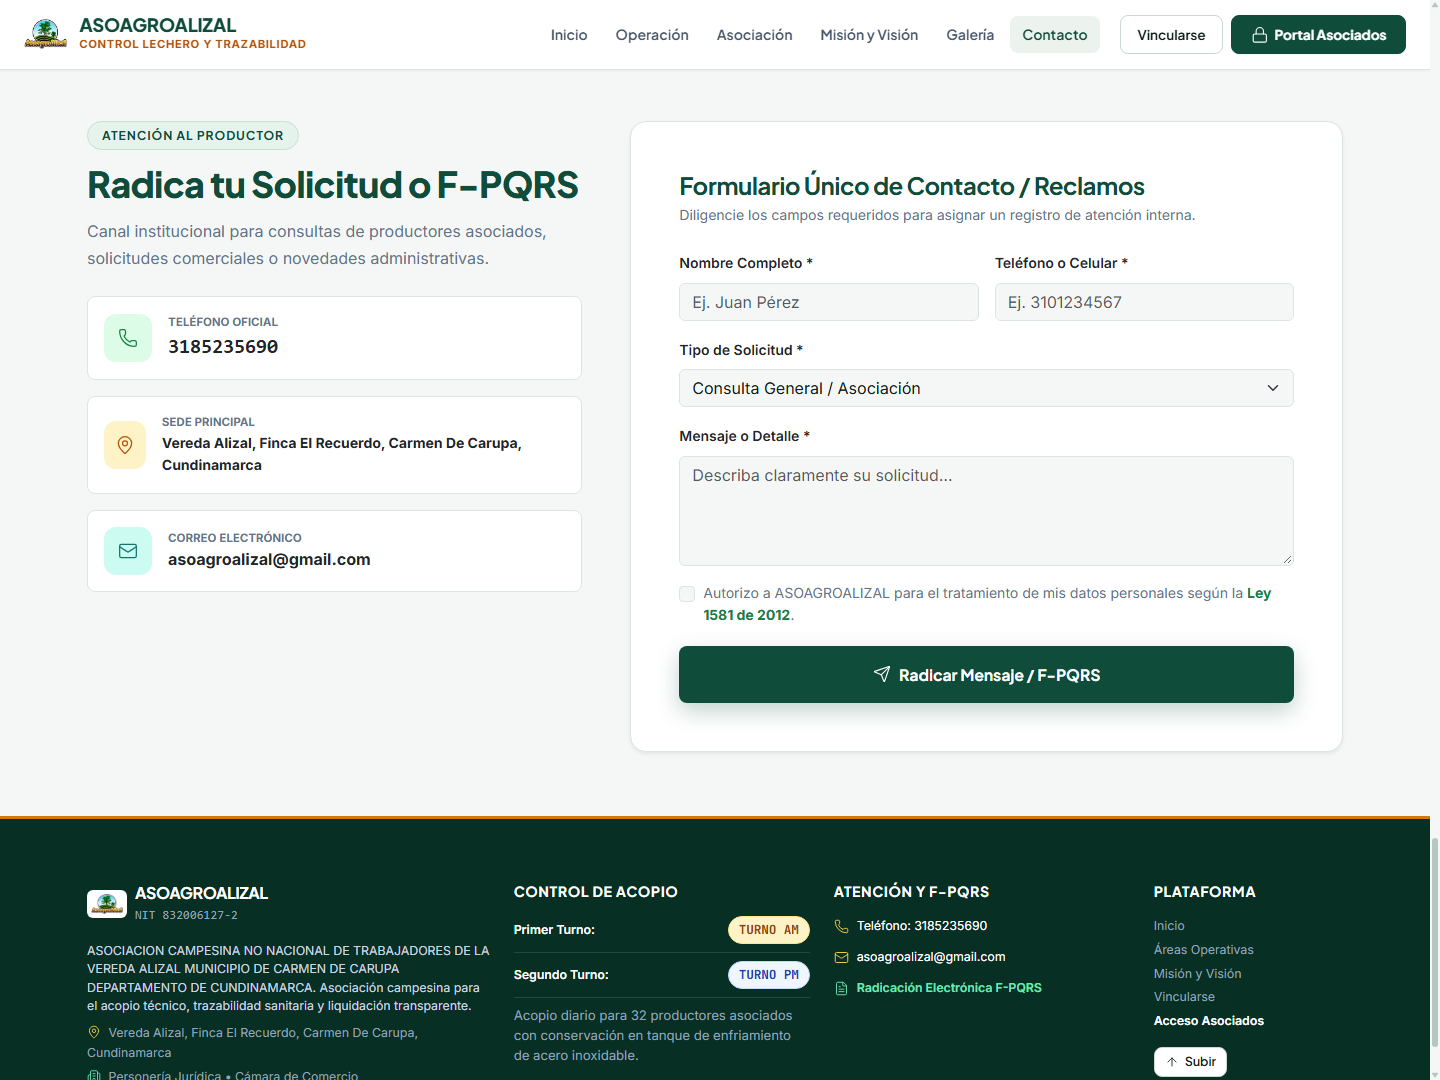 ASOAGROALIZAL
CONTROL LECHERO Y TRAZABILIDAD
Inicio
Operación
Asociación
Misión y Visión
Galería
Contacto
Vincularse
Portal Asociados
ATENCIÓN AL PRODUCTOR
Radica tu Solicitud o F-PQRS
Canal institucional para consultas de productores asociados,
solicitudes comerciales o novedades administrativas.
TELÉFONO OFICIAL
3185235690
SEDE PRINCIPAL
Vereda Alizal, Finca El Recuerdo, Carmen De Carupa,
Cundinamarca
CORREO ELECTRÓNICO
asoagroalizal@gmail.com
Formulario Único de Contacto / Reclamos
Diligencie los campos requeridos para asignar un registro de atención interna.
Nombre Completo *
Teléfono o Celular *
Ej. Juan Pérez
Ej. 3101234567
Tipo de Solicitud *
Consulta General / Asociación
Mensaje o Detalle *
Describa claramente su solicitud...
Autorizo a ASOAGROALIZAL para el tratamiento de mis datos personales según la Ley
1581 de 2012.
Radicar Mensaje / F-PQRS
ASOAGROALIZAL
NIT 832006127-2
ASOCIACION CAMPESINA NO NACIONAL DE TRABAJADORES DE LA
VEREDA ALIZAL MUNICIPIO DE CARMEN DE CARUPA
DEPARTAMENTO DE CUNDINAMARCA. Asociación campesina para
el acopio técnico, trazabilidad sanitaria y liquidación transparente.
Vereda Alizal, Finca El Recuerdo, Carmen De Carupa,
Cundinamarca
Personería Jurídica • Cámara de Comercio
CONTROL DE ACOPIO
Primer Turno:
TURNO AM
Segundo Turno:
TURNO PM
Acopio diario para 32 productores asociados
con conservación en tanque de enfriamiento
de acero inoxidable.
ATENCIÓN Y F-PQRS
Teléfono: 3185235690
asoagroalizal@gmail.com
Radicación Electrónica F-PQRS
PLATAFORMA
Inicio
Áreas Operativas
Misión y Visión
Vincularse
Acceso Asociados
Subir